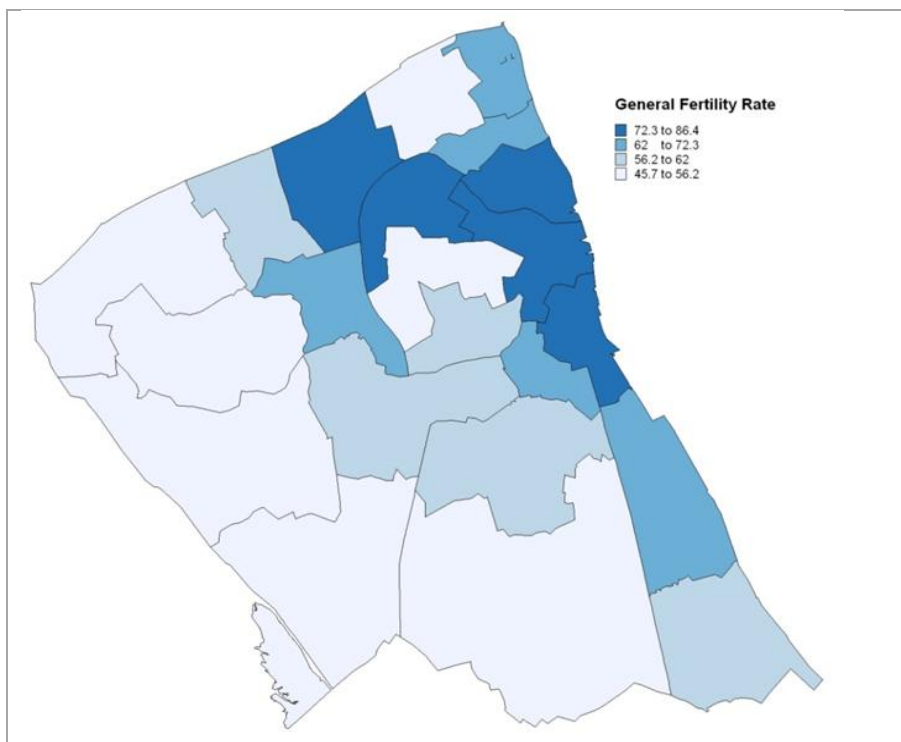 General Fertility Rate
72.3 to 86.4
62 to 72.3
56.2 to 62
45.7 to 56.2